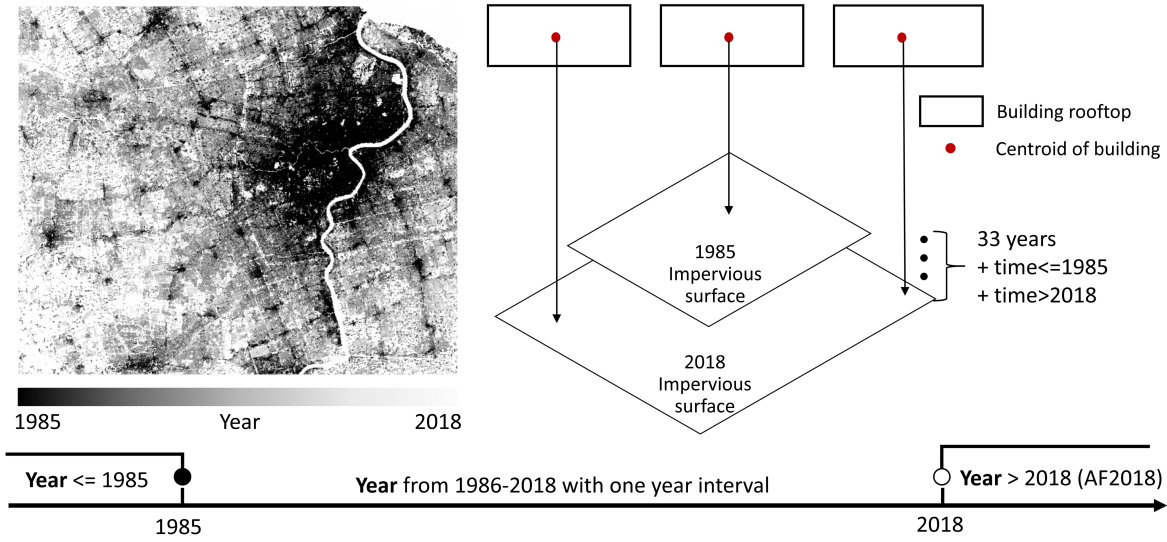 1985
Year
2018
Building rooftop
Centroid of building
1985
Impervious
surface
2018
Impervious
surface
33 years
+ time<=1985
+ time>2018
Year <= 1985
Year from 1986-2018 with one year interval
Year > 2018 (AF2018)
1985
2018